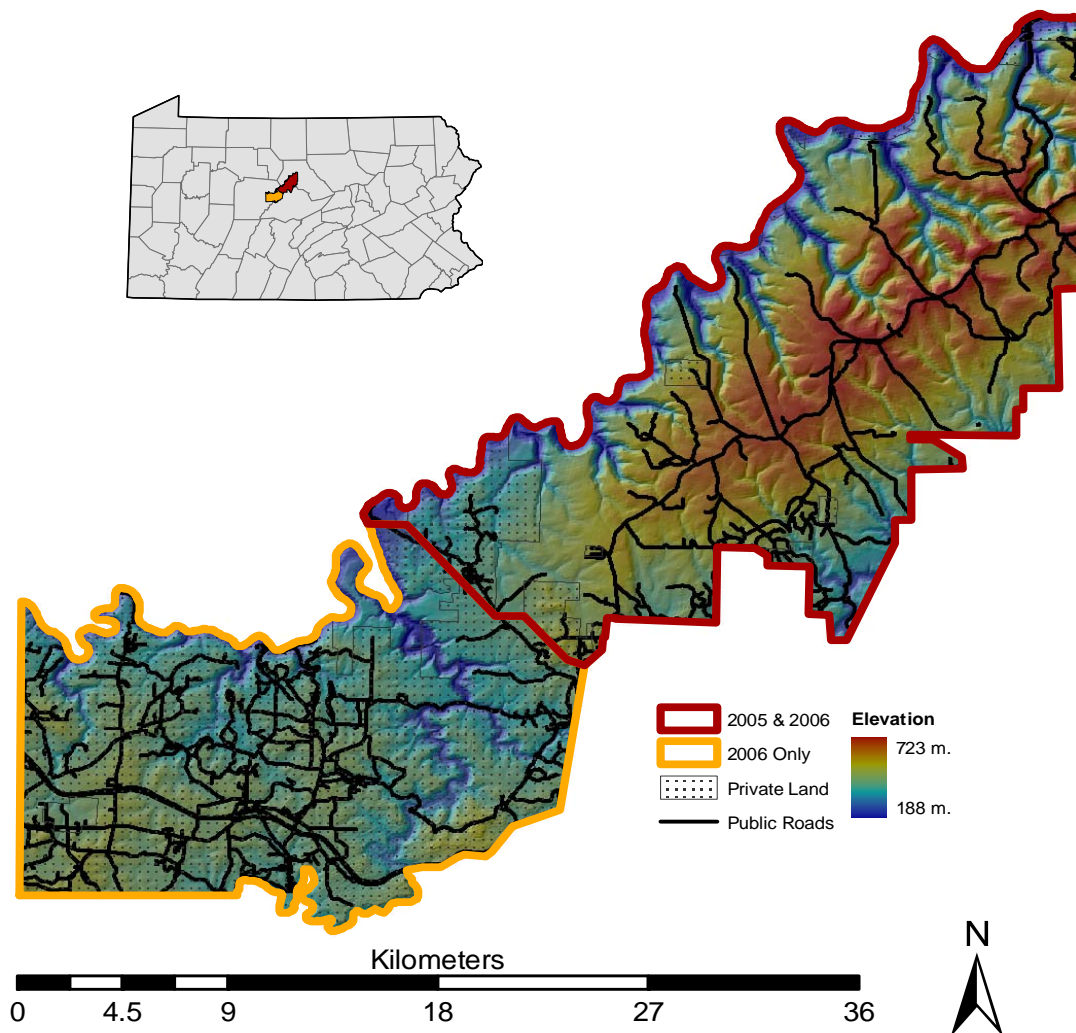 2005 & 2006
2006 Only
Private Land
Public Roads
Elevation
723 m.
188 m.
Kilometers
0 4.5 9 18 27 36
N